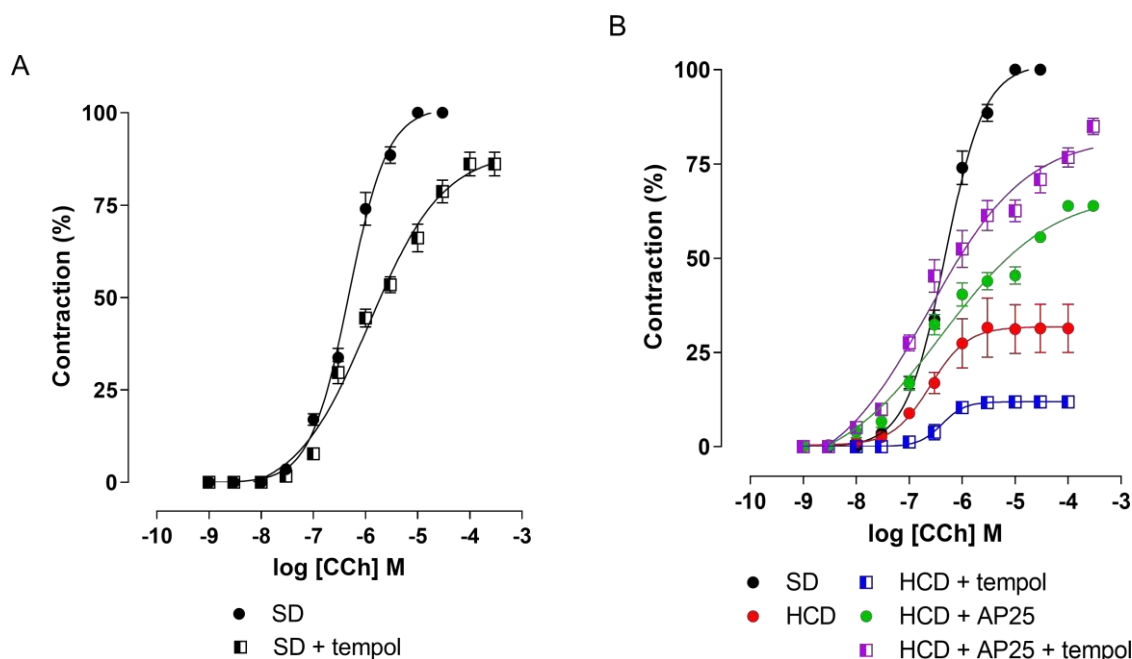 A
Contraction (%)
100
75
50
25
0
-10 -9 -8 -7 -6 -5 -4 -3
log [CCh] M
SD
SD + tempol
B
Contraction (%)
100
75
50
25
0
-10 -9 -8 -7 -6 -5 -4 -3
log [CCh] M
SD HCD + tempol
HCD HCD + AP25
HCD + AP25 + tempol